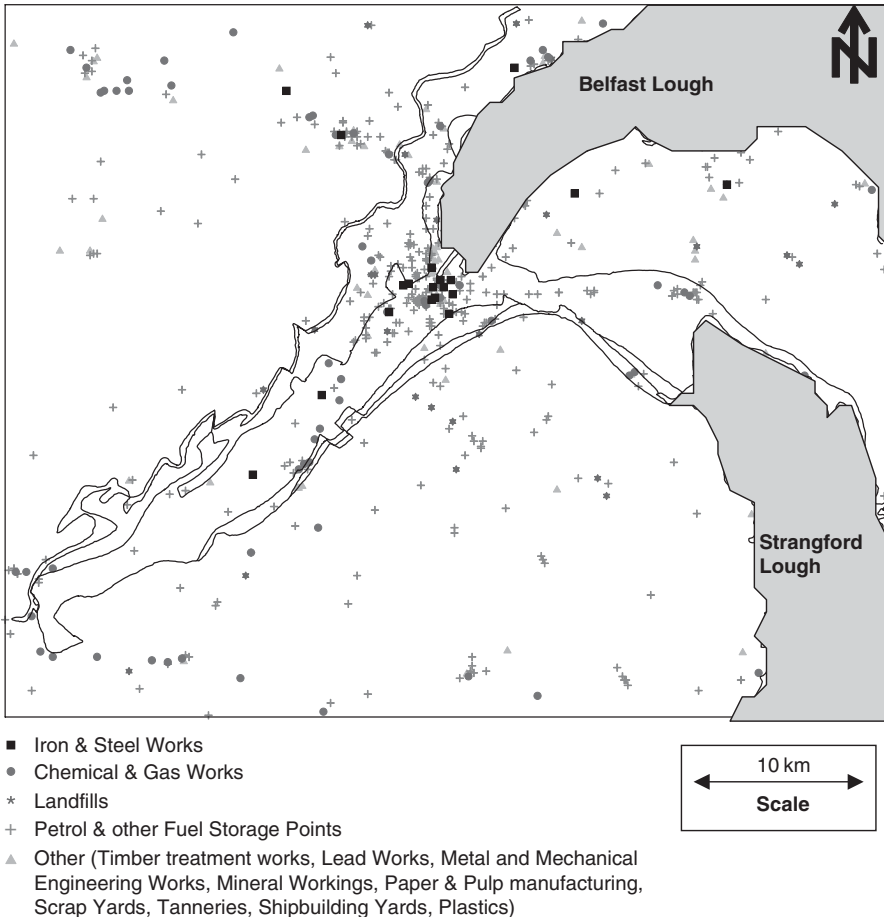 Belfast Lough
N
Strangford
Lough
Iron & Steel Works
Chemical & Gas Works
Landfills
Petrol & other Fuel Storage Points
Other (Timber treatment works, Lead Works, Metal and Mechanical
Engineering Works, Mineral Workings, Paper & Pulp manufacturing,
Scrap Yards, Tanneries, Shipbuilding Yards, Plastics)
10 km
Scale